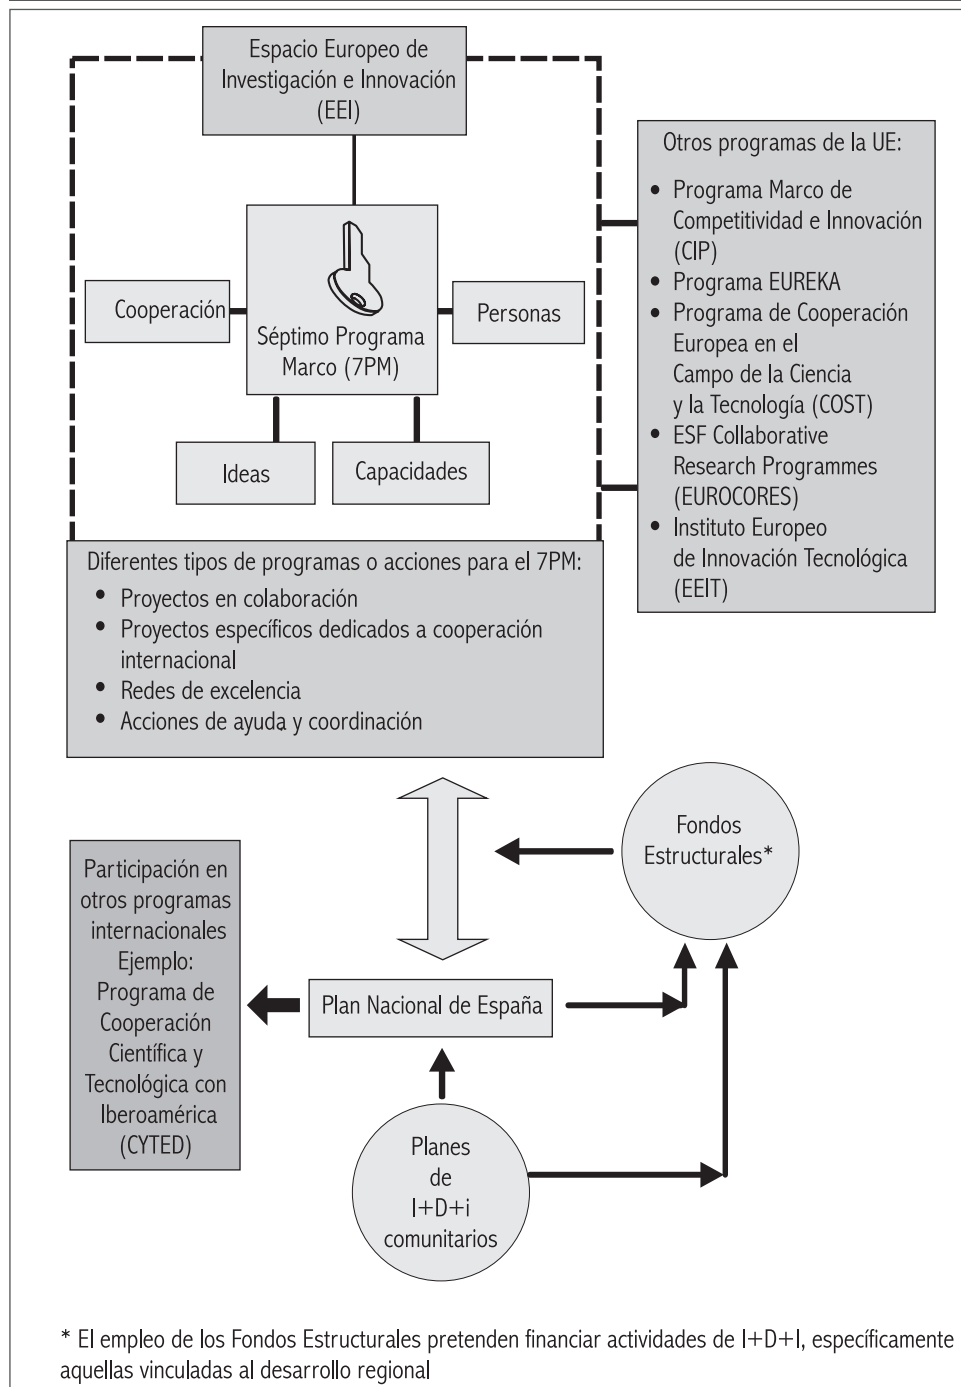 Espacio Europeo de
Investigación e Innovación
(EEI)
Séptimo Programa
Marco (7PM)
Cooperación
Personas
Ideas
Capacidades
Otros programas de la UE:
• Programa Marco de
Competitividad e Innovación
(CIP)
• Programa EUREKA
• Programa de Cooperación
Europea en el
Campo de la Ciencia
y la Tecnología (COST)
• ESF Collaborative
Research Programmes
(EUROCORES)
• Instituto Europeo
de Innovación Tecnológica
(EEIT)
Diferentes tipos de programas o acciones para el 7PM:
• Proyectos en colaboración
• Proyectos específicos dedicados a cooperación
internacional
• Redes de excelencia
• Acciones de ayuda y coordinación
Fondos
Estructurales*
Participación en
otros programas
internacionales
Ejemplo:
Programa de
Cooperación
Científica y
Tecnológica con
Iberoamérica
(CYTED)
Plan Nacional de España
Planes
de
I+D+i
comunitarios
* El empleo de los Fondos Estructurales pretenden financiar actividades de I+D+I, específicamente
aquellas vinculadas al desarrollo regional